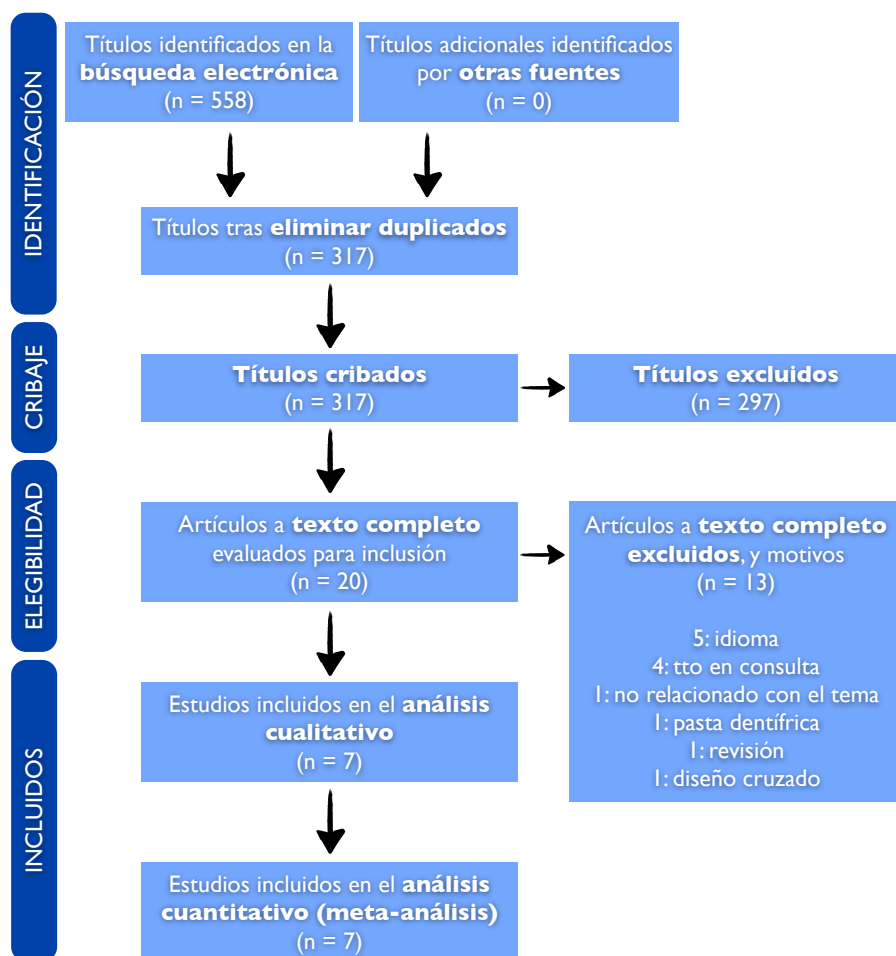 IDENTIFICACIÓN
Títulos identificados en la
búsqueda electrónica
(n = 558)
Títulos adicionales identificados
por otras fuentes
(n = 0)
Títulos tras eliminar duplicados
(n = 317)
CRIBAJE
Títulos cribados
(n = 317)
Títulos excluidos
(n = 297)
ELEGIBILIDAD
Artículos a texto completo
evaluados para inclusión
(n = 20)
Artículos a texto completo
excluidos, y motivos
(n = 13)
5: idioma
4: tto en consulta
1: no relacionado con el tema
1: pasta dentífrica
1: revisión
1: diseño cruzado
INCLUIDOS
Estudios incluidos en el análisis
cualitativo
(n = 7)
Estudios incluidos en el análisis
cuantitativo (meta-análisis)
(n = 7)